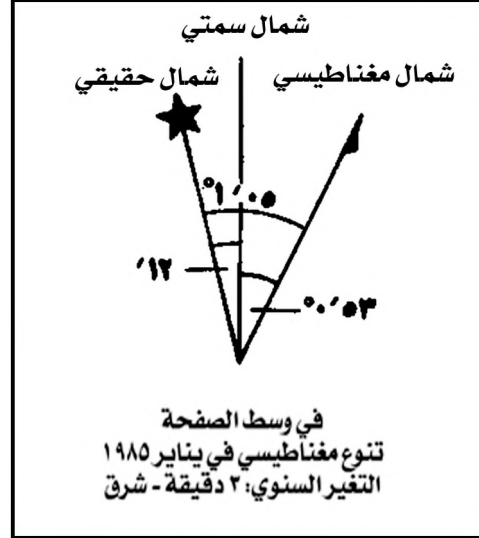 شمال سمتي
شمال حقيقي
شمال مغناطيسي
°١′٠٥
′١٢
°٠′٥٣
في وسط الصفحة
تنوع مغناطيسي في يناير ١٩٨٥
التغير السنوي: ٢ دقيقة - شرق